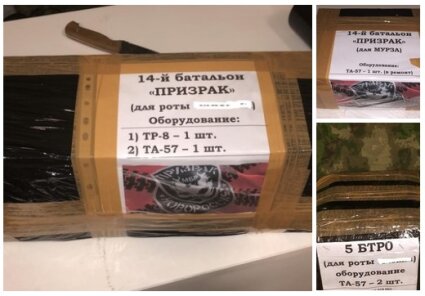 14-й батальон
«ПРИЗРАК»
(для роты
)
Оборудование:
1) ТР-8 – 1 шт.
2) ТА-57 – 1 шт.
14-й батальон
«ПРИЗРАК»
(для МУРЗА)
Оборудование:
ТА-57 – 1 шт. (в ремонт)
5 БТРО
(для роты
)
оборудование
ТА-57 – 2 шт.